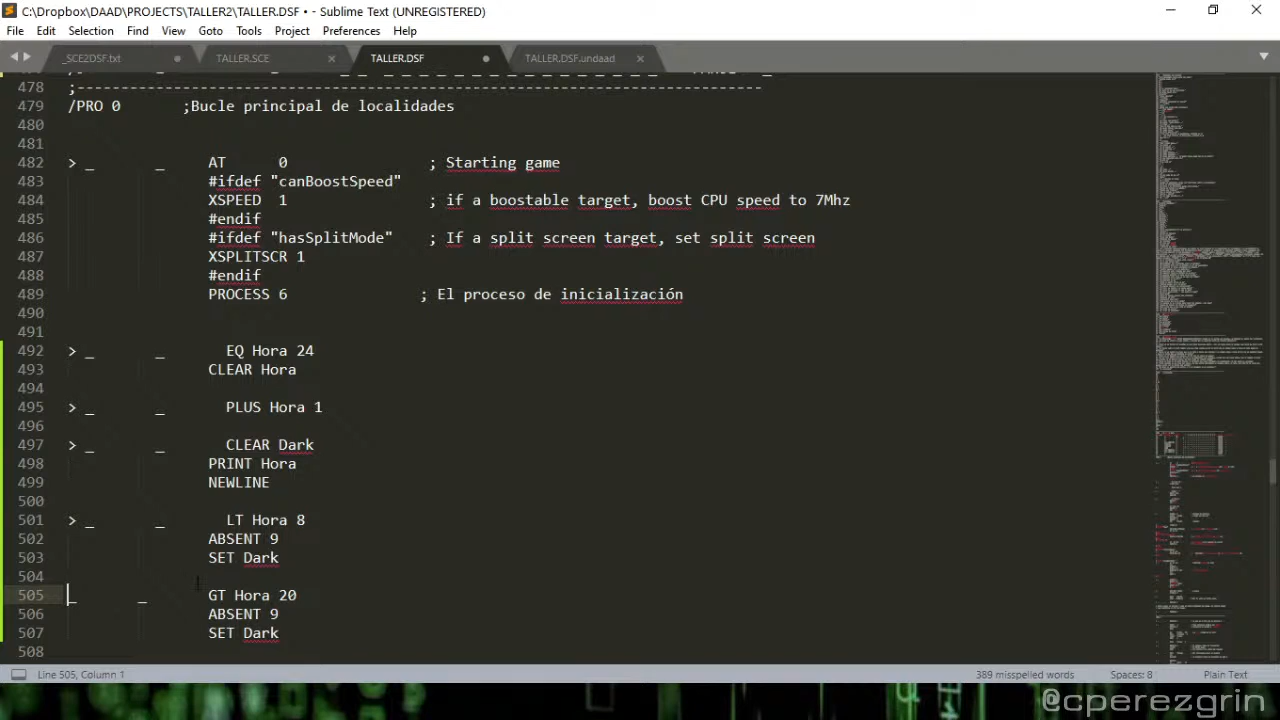 C:\Dropbox\DAAD\PROJECTS\TALLER2\TALLER.DSF • - Sublime Text (UNREGISTERED)
File Edit Selection Find View Goto Tools Project Preferences Help
_SCE2DSF.txt TALLER.SCE TALLER.DSF TALLER.DSF.undaad
478 ;------------------------------------------------------------------------------
479 /PRO 0 ;Bucle principal de localidades
480
481
482 > _ _ AT 0 ; Starting game
483 #ifdef "canBoostSpeed"
484 XSPEED 1 ; if a boostable target, boost CPU speed to 7Mhz
485 #endif
486 #ifdef "hasSplitMode" ; If a split screen target, set split screen
487 XSPLITSCR 1
488 #endif
489 PROCESS 6 ; El proceso de inicialización
490
491
492 > _ _ EQ Hora 24
493 CLEAR Hora
494
495 > _ _ PLUS Hora 1
496
497 > _ _ CLEAR Dark
498 PRINT Hora
499 NEWLINE
500
501 > _ _ LT Hora 8
502 ABSENT 9
503 SET Dark
504
505 _ _ GT Hora 20
506 ABSENT 9
507 SET Dark
508
Line 505, Column 1 389 misspelled words Spaces: 8 Plain Text
@cperezgrin